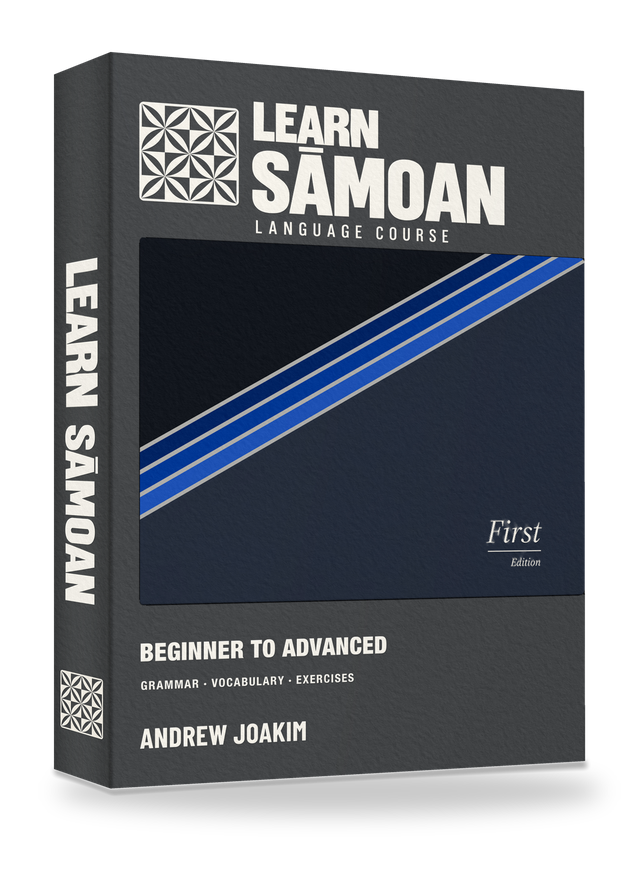 LEARN
SĀMOAN
LANGUAGE COURSE
First
Edition
BEGINNER TO ADVANCED
GRAMMAR · VOCABULARY · EXERCISES
ANDREW JOAKIM
LEARN SĀMOAN